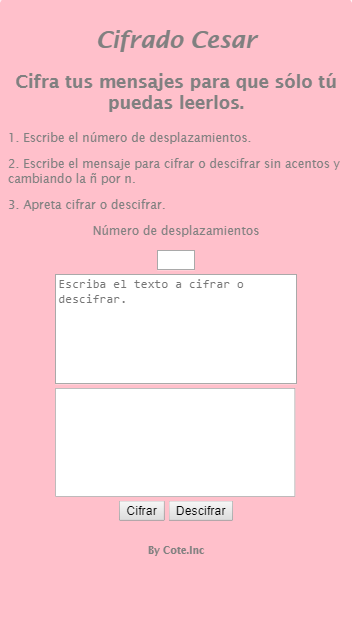 Cifrado Cesar
Cifra tus mensajes para que sólo tú
puedas leerlos.
1. Escribe el número de desplazamientos.
2. Escribe el mensaje para cifrar o descifrar sin acentos y
cambiando la ñ por n.
3. Apreta cifrar o descifrar.
Número de desplazamientos
Escriba el texto a cifrar o
descifrar.
Cifrar Descifrar
By Cote.Inc